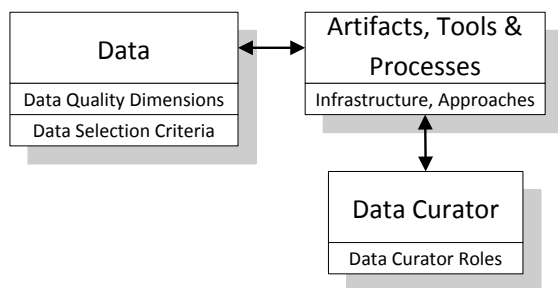 Data
Data Quality Dimensions
Data Selection Criteria
Artifacts, Tools &
Processes
Infrastructure, Approaches
Data Curator
Data Curator Roles